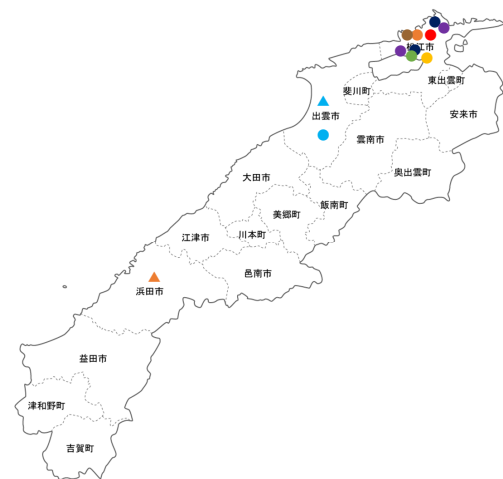 松江市
東出雲町
斐川町
出雲市
安来市
雲南市
奥出雲町
大田市
飯南町
美郷町
川本町
江津市
邑南市
浜田市
益田市
津和野町
吉賀町